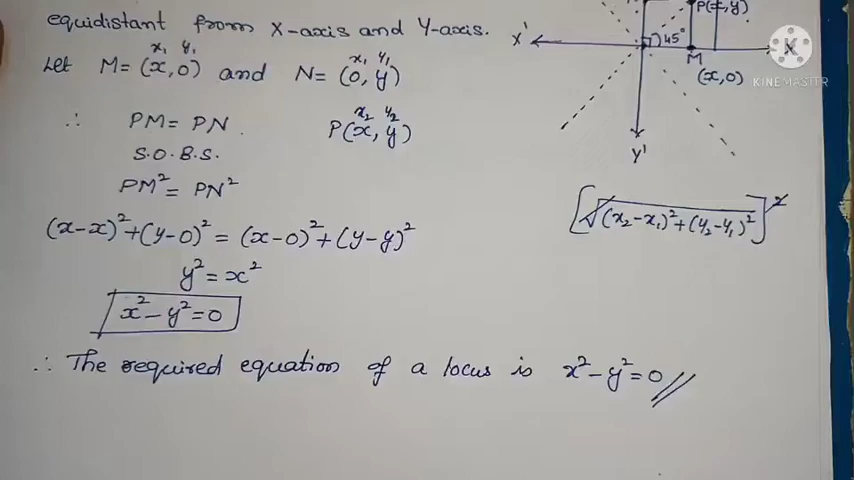 equidistant from X-axis and Y-axis.
x₁ y₁
Let M = (x, 0) and N = (0, y)
x₁ y₁
∴ PM = PN
x₂ y₂
P(x, y)
S.O.B.S.
PM² = PN²
(x-x)² + (y-0)² = (x-0)² + (y-y)²
y² = x²
x² - y² = 0
∴ The required equation of a locus is x² - y² = 0 //
P(x, y)
X'
45°
X
M
(x, 0)
Y'
[√(x₂-x₁)² + (y₂-y₁)²]²
KINEMASTER